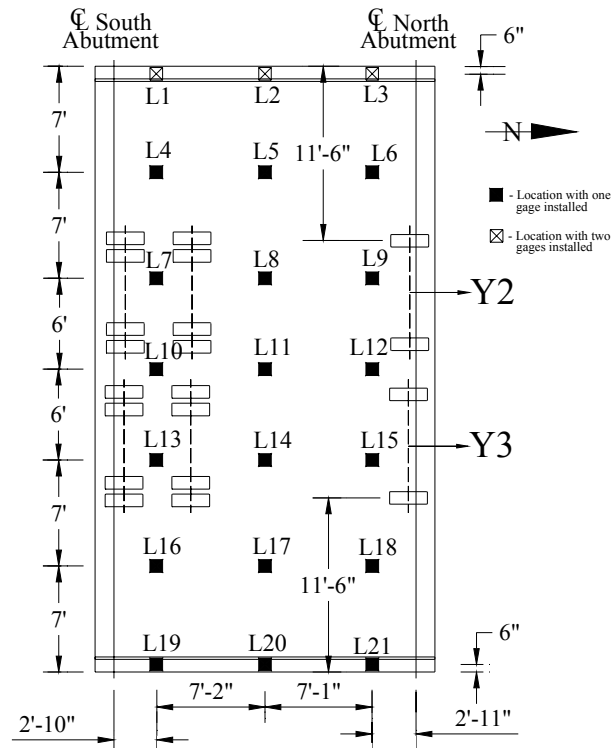 ℄ South
Abutment
℄ North
Abutment
6"
L1
L2
L3
7'
N
11'-6"
L4
L5
L6
- Location with one
gage installed
- Location with two
gages installed
7'
L7
L8
L9
Y2
6'
L10
L11
L12
6'
L13
L14
L15
Y3
7'
L16
L17
L18
11'-6"
7'
L19
L20
L21
6"
7'-2"
7'-1"
2'-10"
2'-11"